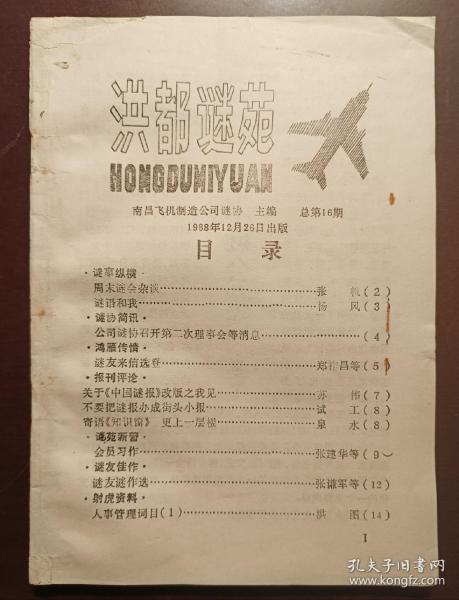 洪都谜苑
HONGDUMIYUAN
南昌飞机制造公司谜协 主编 总第16期
1988年12月26日出版
目 录
·谜事纵横·
周末谜会杂谈……张 帆(2)
谜语和我……杨 风(3)
·谜协简讯·
公司谜协召开第二次理事会等消息……(4)
·鸿雁传情·
谜友来信选登……郑 昌等(5)
·报刊评论·
关于《中国谜报》改版之我见……苏 伟(7)
不要把谜报办成街头小报……试 工(8)
寄语《知识窗》 更上一层楼……泉 水(8)
·谜苑新蕾·
会员习作……张建华等(9)
·谜友佳作·
谜友谜作选……张谦军等(12)
·射虎资料·
人事管理词目(1)……洪 图(14)
1
孔夫子旧书网
www.kongfz.com